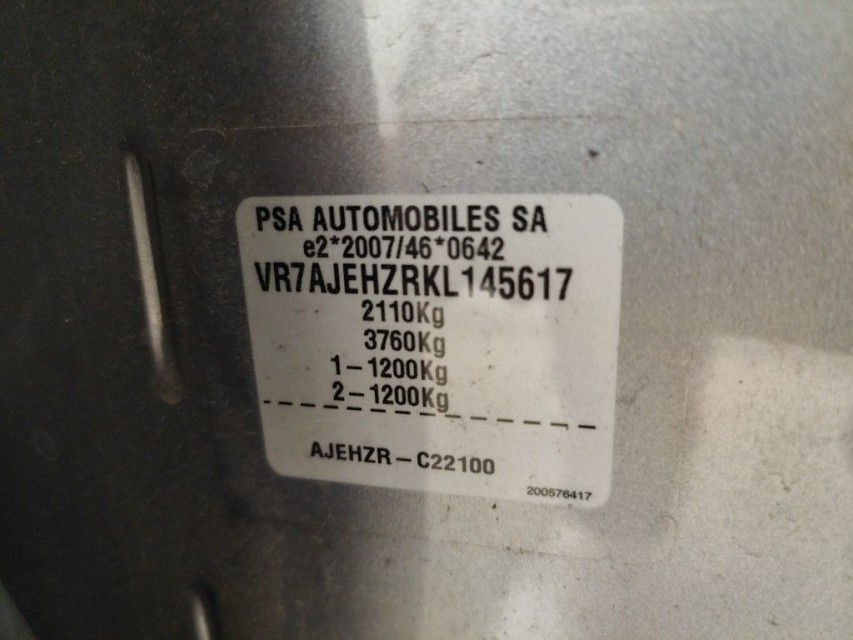 PSA AUTOMOBILES SA
e2*2007/46*0642
VR7AJEHZRKL145617
2110Kg
3760Kg
1-1200Kg
2-1200Kg
AJEHZR-C22100
200576417